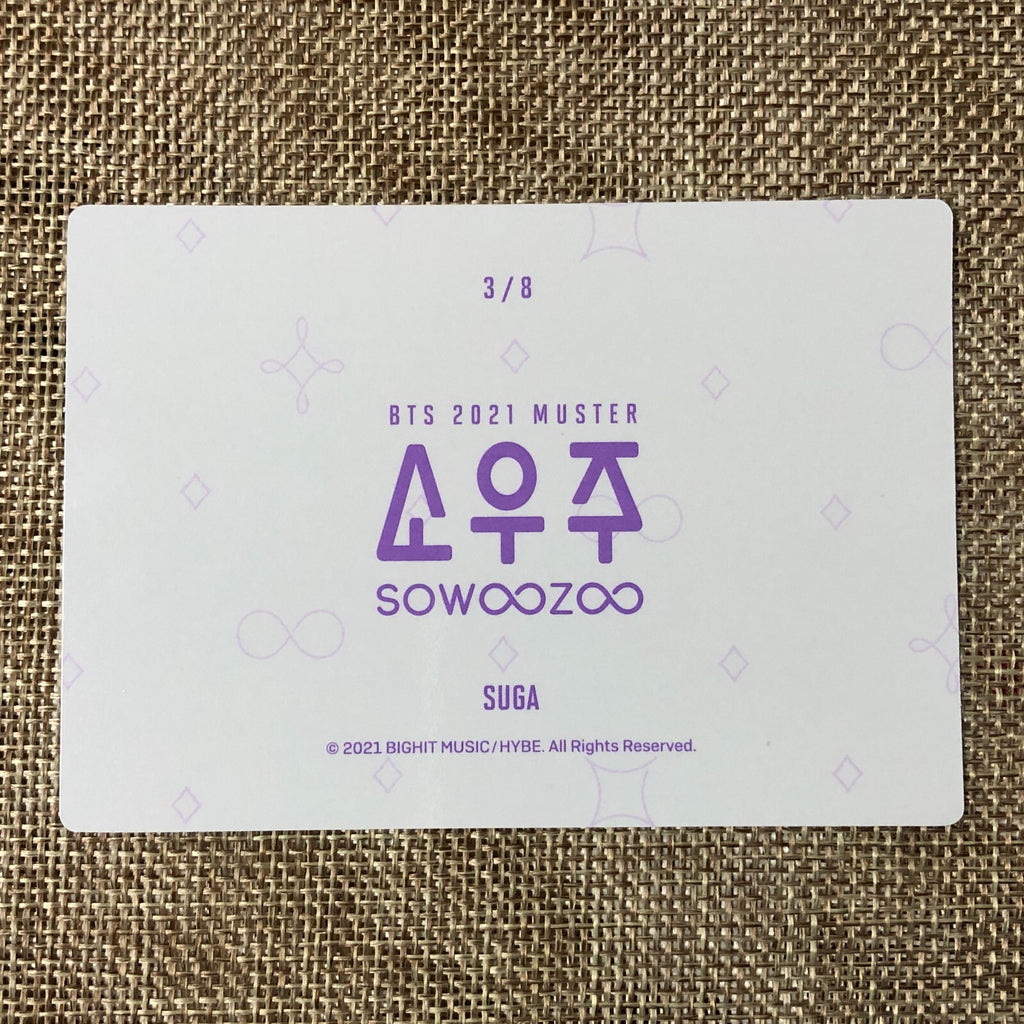 3/8
BTS 2021 MUSTER
소우주
SOWOOZOO
SUGA
© 2021 BIGHIT MUSIC/HYBE. All Rights Reserved.